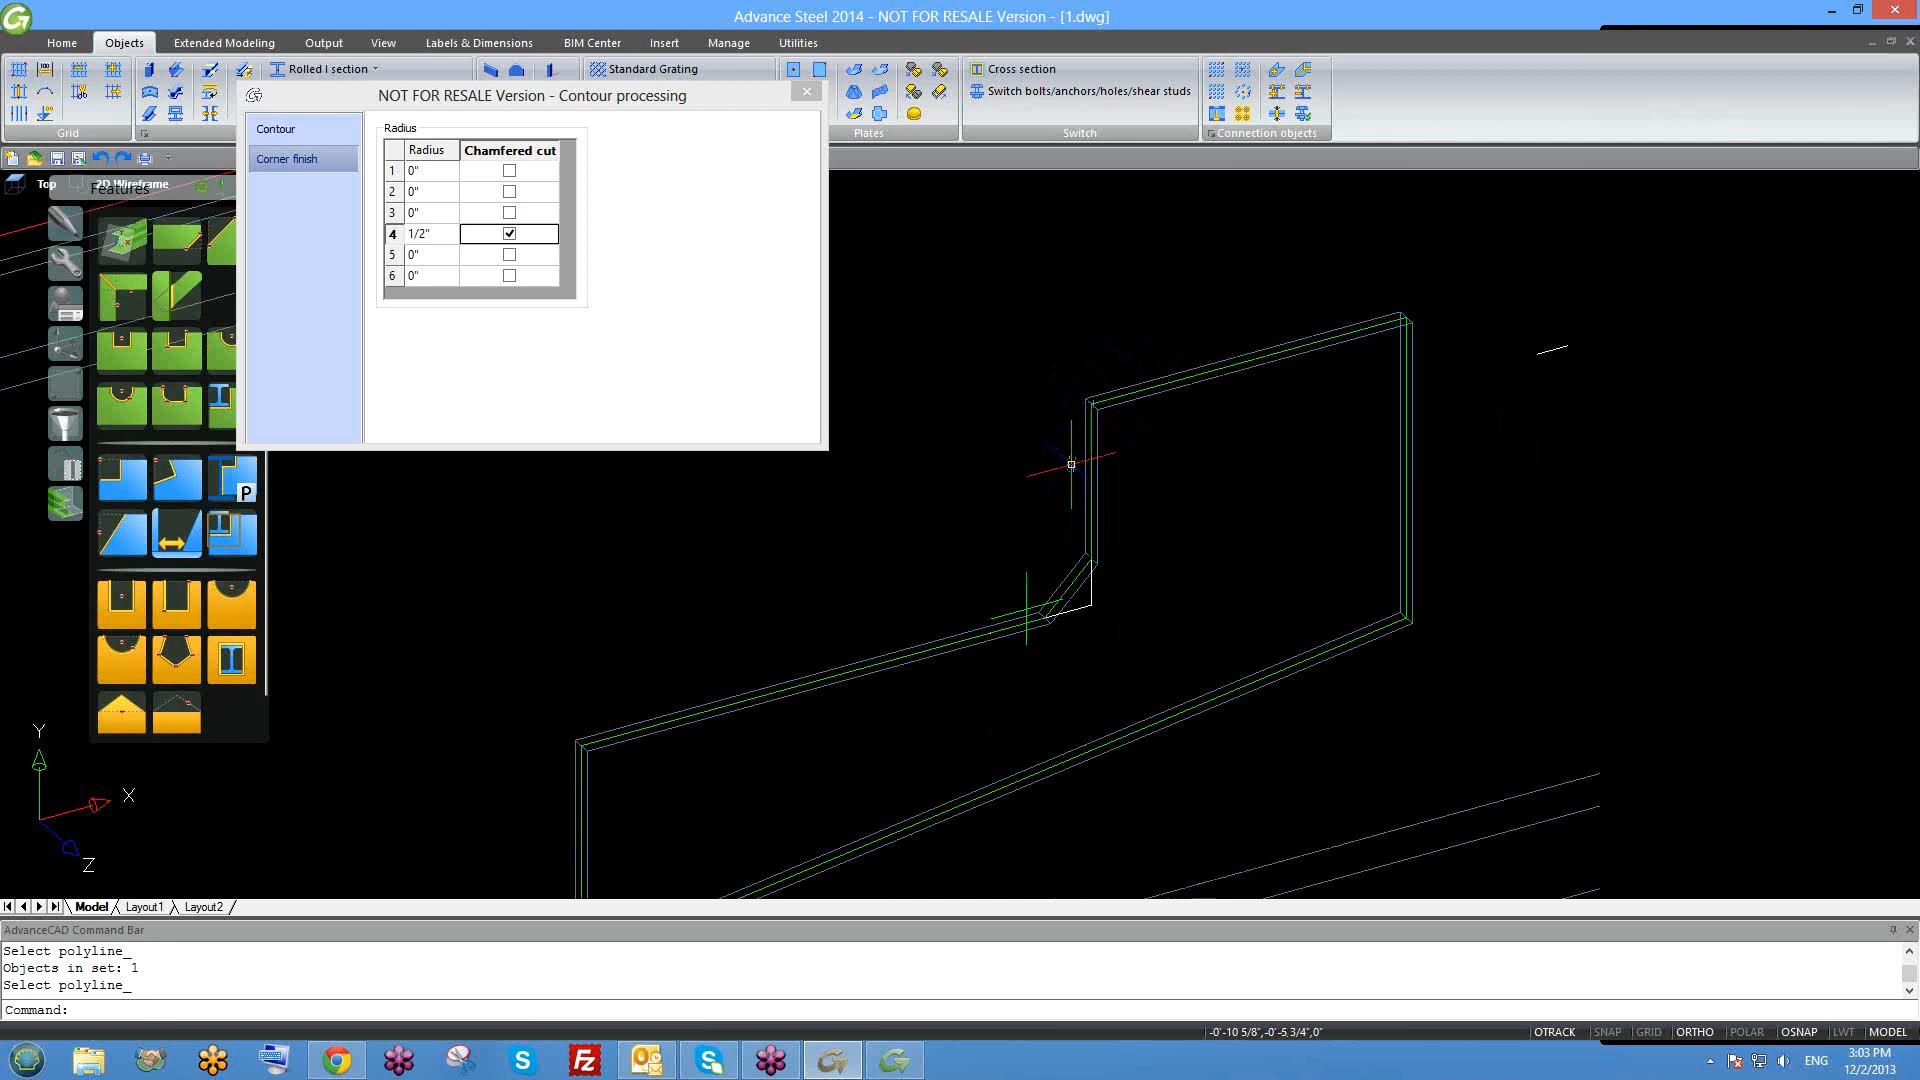 Advance Steel 2014 - NOT FOR RESALE Version - [1.dwg]
Home Objects Extended Modeling Output View Labels & Dimensions BIM Center Insert Manage Utilities
Rolled I section
Standard Grating
Cross section
Switch bolts/anchors/holes/shear studs
Grid
Plates
Switch
Connection objects
NOT FOR RESALE Version - Contour processing
Contour
Corner finish
Radius
Radius Chamfered cut
1 0"
2 0"
3 0"
4 1/2"
5 0"
6 0"
Top
2D Wireframe
Features
P
Y
X
Z
Model Layout1 Layout2
AdvanceCAD Command Bar
Select polyline_
Objects in set: 1
Select polyline_
Command:
-0'-10 5/8",-0'-5 3/4",0"
OTRACK SNAP GRID ORTHO POLAR OSNAP LWT MODEL
ENG
3:03 PM
12/2/2013